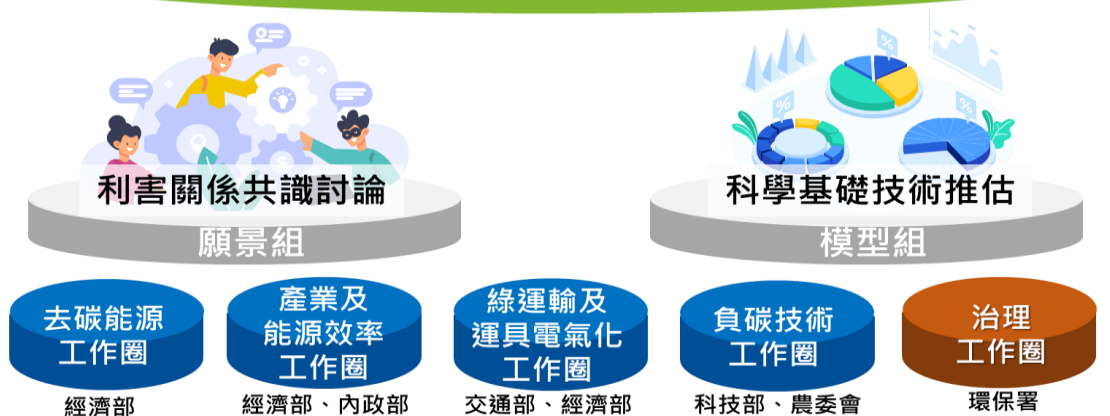 利害關係共識討論
願景組
科學基礎技術推估
模型組
%
%
%
去碳能源
工作圈
經濟部
產業及
能源效率
工作圈
經濟部、內政部
綠運輸及
運具電氣化
工作圈
交通部、經濟部
負碳技術
工作圈
科技部、農委會
治理
工作圈
環保署